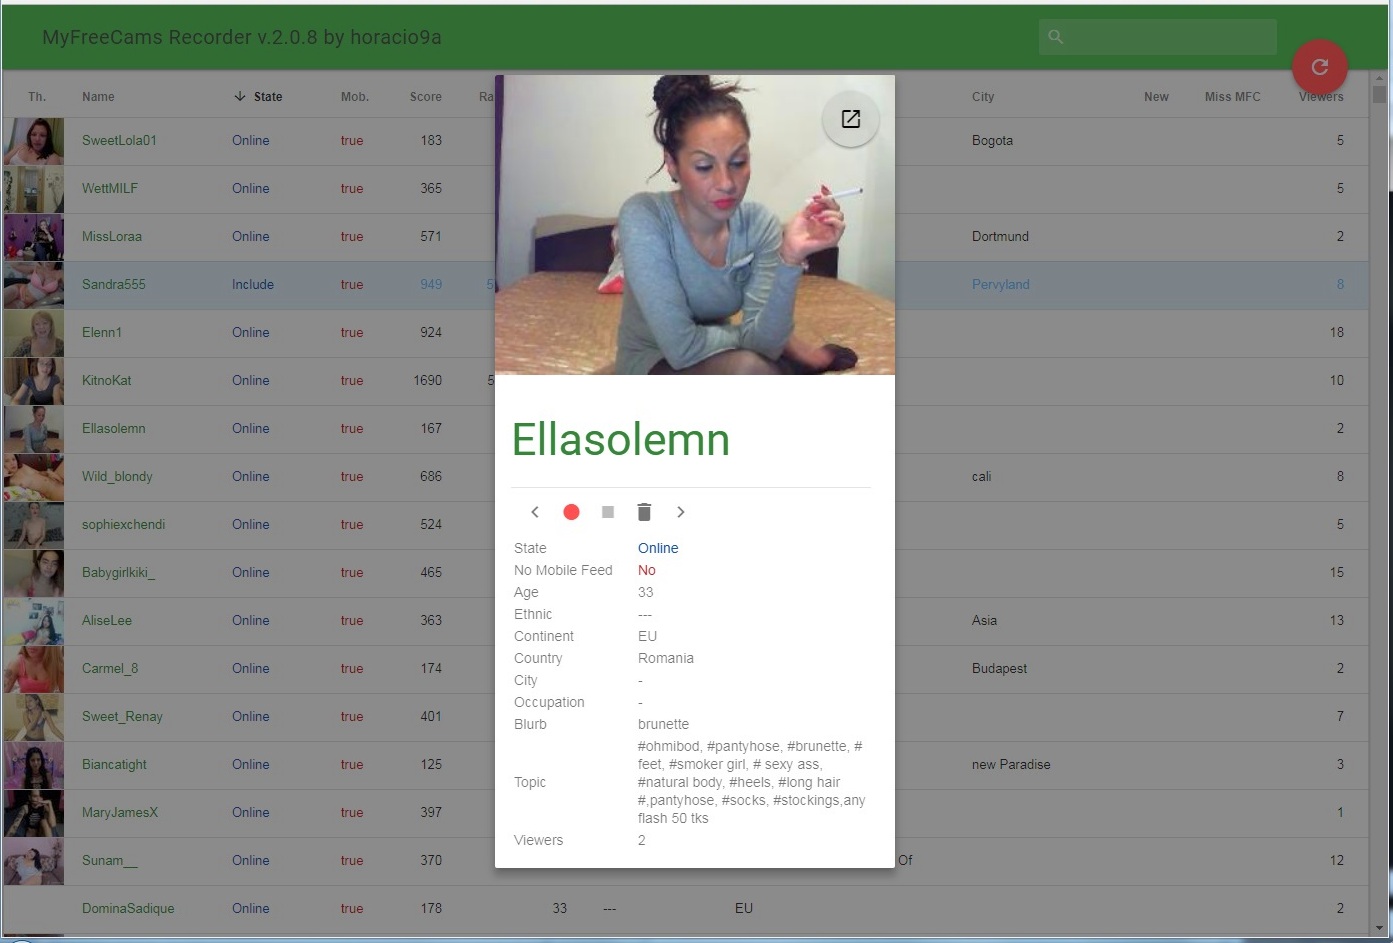 MyFreeCams Recorder v.2.0.8 by horacio9a
Th. Name State Mob. Score Ra City New Miss MFC Viewers
SweetLola01 Online true 183 Bogota 5
WettMILF Online true 365 5
MissLoraa Online true 571 Dortmund 2
Sandra555 Include true 949 5 Pervyland 8
Elenn1 Online true 924 18
KitnoKat Online true 1690 5 10
Ellasolemn Online true 167 2
Wild_blondy Online true 686 cali 8
sophiexchendi Online true 524 5
Babygirlkiki_ Online true 465 15
AliseLee Online true 363 Asia 13
Carmel_8 Online true 174 Budapest 2
Sweet_Renay Online true 401 7
Biancatight Online true 125 new Paradise 3
MaryJamesX Online true 397 1
Sunam__ Online true 370 Of 12
DominaSadique Online true 178 33 --- EU 2
Ellasolemn
State Online
No Mobile Feed No
Age 33
Ethnic ---
Continent EU
Country Romania
City -
Occupation -
Blurb brunette
Topic
#ohmibod, #pantyhose, #brunette, #
feet, #smoker girl, # sexy ass,
#natural body, #heels, #long hair
#,pantyhose, #socks, #stockings,any
flash 50 tks
Viewers 2